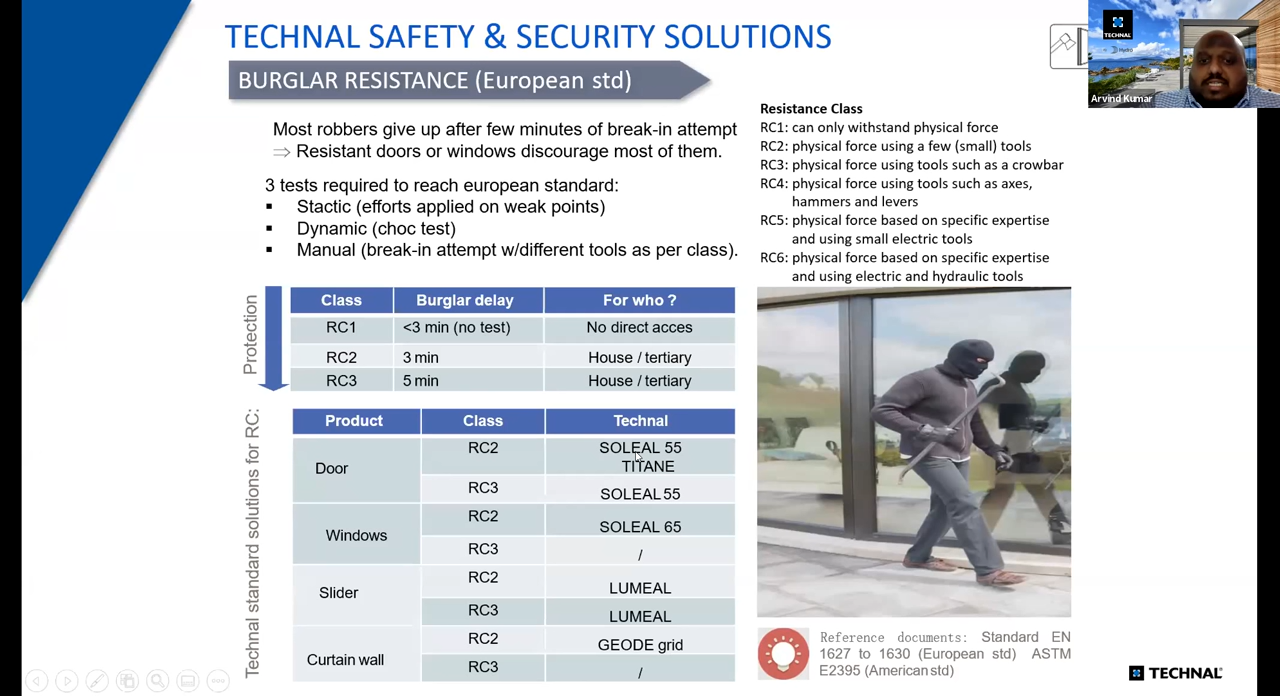 TECHNAL SAFETY & SECURITY SOLUTIONS
BURGLAR RESISTANCE (European std)
TECHNAL
Hydro
Arvind Kumar
Most robbers give up after few minutes of break-in attempt
⇒ Resistant doors or windows discourage most of them.
3 tests required to reach european standard:
▪ Stactic (efforts applied on weak points)
▪ Dynamic (choc test)
▪ Manual (break-in attempt w/different tools as per class).
Resistance Class
RC1: can only withstand physical force
RC2: physical force using a few (small) tools
RC3: physical force using tools such as a crowbar
RC4: physical force using tools such as axes,
hammers and levers
RC5: physical force based on specific expertise
and using small electric tools
RC6: physical force based on specific expertise
and using electric and hydraulic tools
Protection
Class Burglar delay For who ?
RC1 <3 min (no test) No direct acces
RC2 3 min House / tertiary
RC3 5 min House / tertiary
Technal standard solutions for RC:
Product Class Technal
Door RC2 SOLEAL 55
TITANE
RC3 SOLEAL 55
Windows RC2 SOLEAL 65
RC3 /
Slider RC2 LUMEAL
RC3 LUMEAL
Curtain wall RC2 GEODE grid
RC3 /
Reference documents: Standard EN
1627 to 1630 (European std) ASTM
E2395 (American std)
TECHNAL